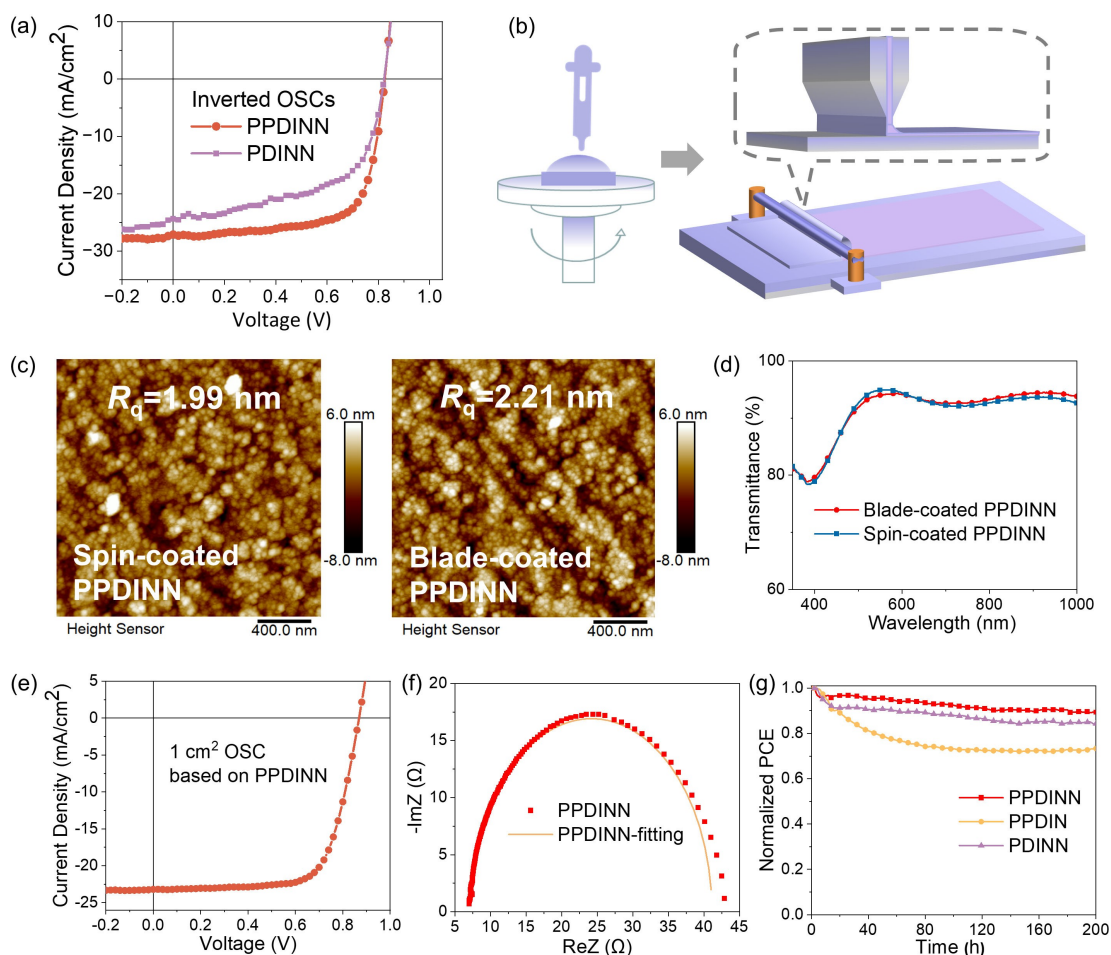 (a)
10
0
−10
−20
−30
Current Density (mA/cm²)
Inverted OSCs
PPDINN
PDINN
−0.2 0.0 0.2 0.4 0.6 0.8 1.0
Voltage (V)
(b)
(c)
Rq=1.99 nm
Spin-coated
PPDINN
6.0 nm
-8.0 nm
Height Sensor
400.0 nm
Rq=2.21 nm
Blade-coated
PPDINN
6.0 nm
-8.0 nm
Height Sensor
400.0 nm
(d)
100
80
60
Transmittance (%)
Blade-coated PPDINN
Spin-coated PPDINN
400 600 800 1000
Wavelength (nm)
(e)
5
0
-5
-10
-15
-20
-25
Current Density (mA/cm²)
1 cm² OSC
based on PPDINN
-0.2 0.0 0.2 0.4 0.6 0.8 1.0
Voltage (V)
(f)
20
15
10
5
0
-ImZ (Ω)
PPDINN
PPDINN-fitting
5 10 15 20 25 30 35 40 45
ReZ (Ω)
(g)
1.0
0.8
0.6
0.4
0.2
0.0
Normalized PCE
PPDINN
PPDIN
PDINN
0 40 80 120 160 200
Time (h)